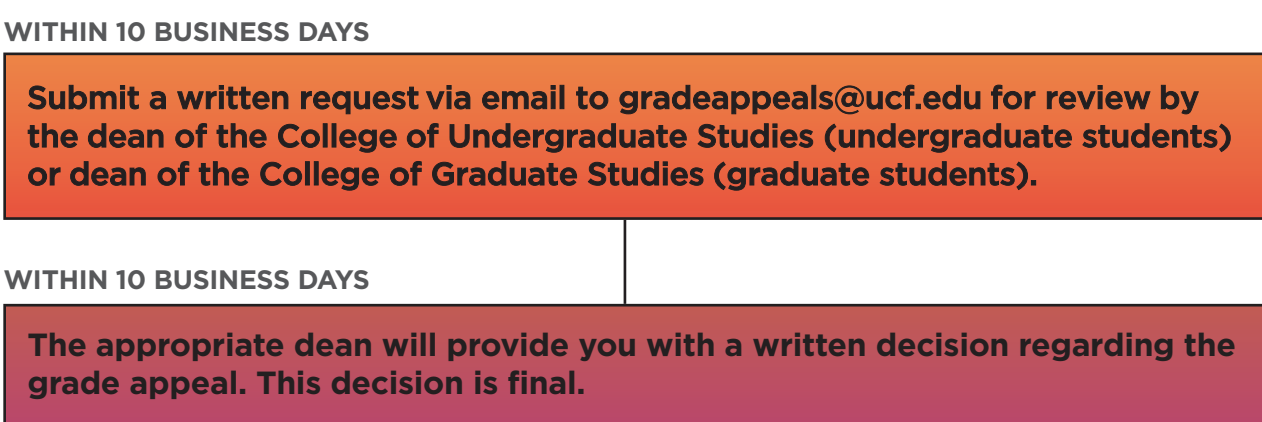 WITHIN 10 BUSINESS DAYS
Submit a written request via email to gradeappeals@ucf.edu for review by
the dean of the College of Undergraduate Studies (undergraduate students)
or dean of the College of Graduate Studies (graduate students).
WITHIN 10 BUSINESS DAYS
The appropriate dean will provide you with a written decision regarding the
grade appeal. This decision is final.